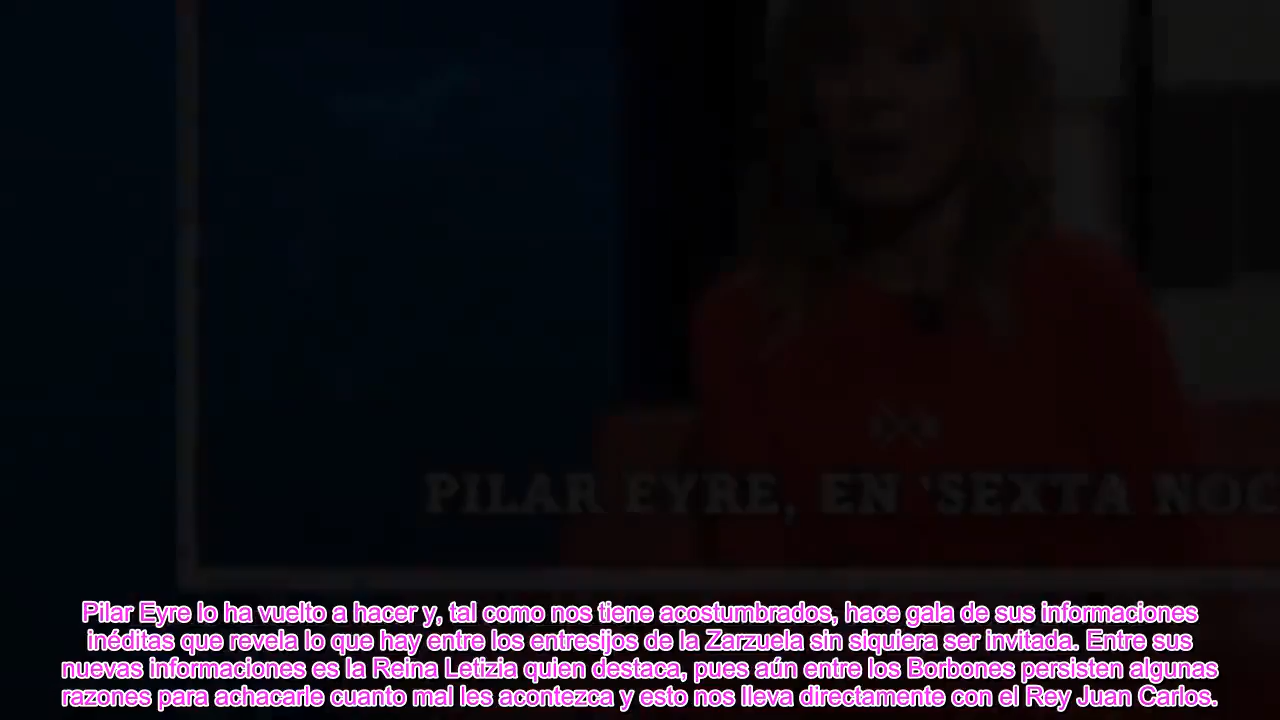 PILAR EYRE, EN 'SEXTA NOC
Pilar Eyre lo ha vuelto a hacer y, tal como nos tiene acostumbrados, hace gala de sus informaciones
inéditas que revela lo que hay entre los entresijos de la Zarzuela sin siquiera ser invitada. Entre sus
nuevas informaciones es la Reina Letizia quien destaca, pues aún entre los Borbones persisten algunas
razones para achacarle cuanto mal les acontezca y esto nos lleva directamente con el Rey Juan Carlos.